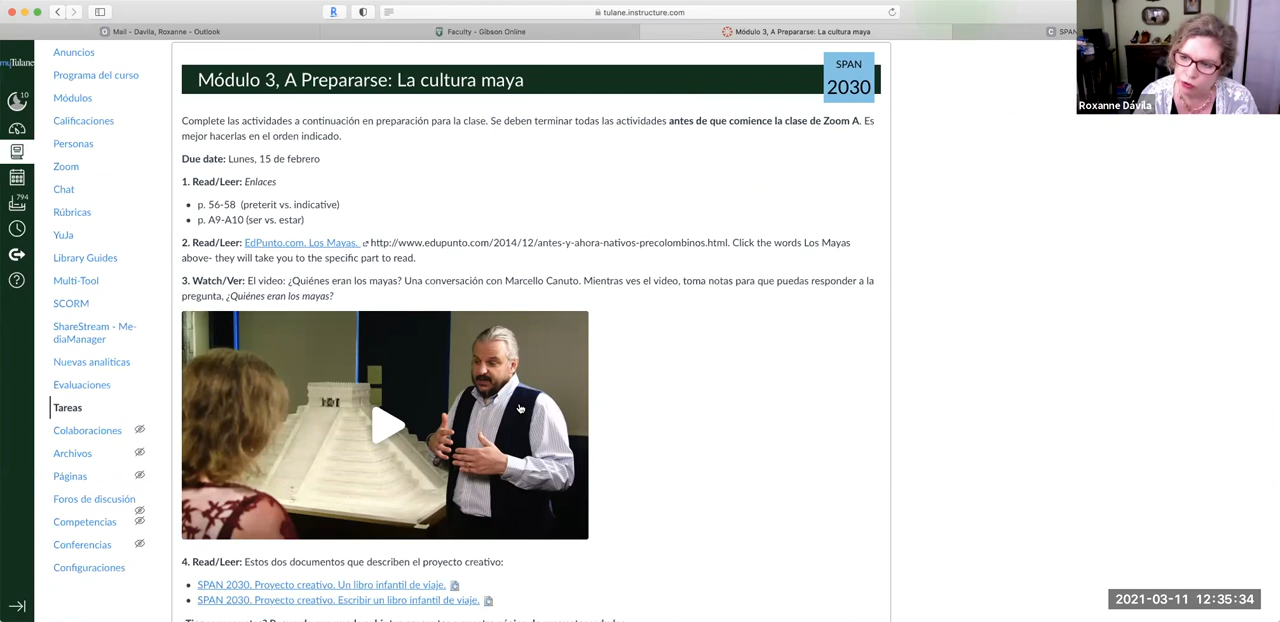 tulane.instructure.com
Mail - Davila, Roxanne - Outlook
Faculty - Gibson Online
Módulo 3, A Prepararse: La cultura maya
SPAN
myTulane
10
794
Anuncios
Programa del curso
Módulos
Calificaciones
Personas
Zoom
Chat
Rúbricas
YuJa
Library Guides
Multi-Tool
SCORM
ShareStream - Me-
diaManager
Nuevas analíticas
Evaluaciones
Tareas
Colaboraciones
Archivos
Páginas
Foros de discusión
Competencias
Conferencias
Configuraciones
Módulo 3, A Prepararse: La cultura maya
SPAN
2030
Complete las actividades a continuación en preparación para la clase. Se deben terminar todas las actividades antes de que comience la clase de Zoom A. Es
mejor hacerlas en el orden indicado.
Due date: Lunes, 15 de febrero
1. Read/Leer: Enlaces
• p. 56-58 (preterit vs. indicative)
• p. A9-A10 (ser vs. estar)
2. Read/Leer: EdPunto.com. Los Mayas. http://www.edupunto.com/2014/12/antes-y-ahora-nativos-precolombinos.html. Click the words Los Mayas
above- they will take you to the specific part to read.
3. Watch/Ver: El video: ¿Quiénes eran los mayas? Una conversación con Marcello Canuto. Mientras ves el video, toma notas para que puedas responder a la
pregunta, ¿Quiénes eran los mayas?
4. Read/Leer: Estos dos documentos que describen el proyecto creativo:
• SPAN 2030. Proyecto creativo. Un libro infantil de viaje.
• SPAN 2030. Proyecto creativo. Escribir un libro infantil de viaje.
Roxanne Dávila
2021-03-11 12:35:34